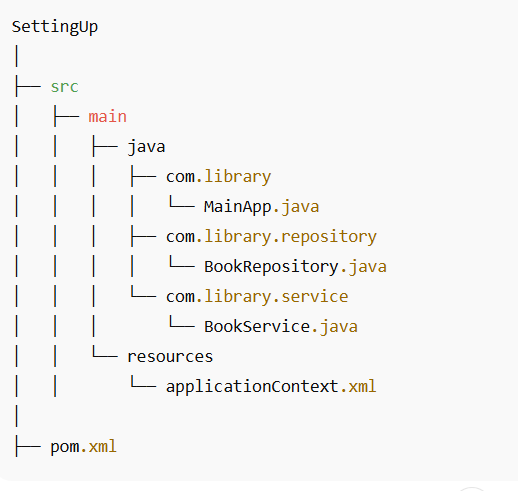 SettingUp
│
├── src
│   ├── main
│   │   ├── java
│   │   │   ├── com.library
│   │   │   │   └── MainApp.java
│   │   │   ├── com.library.repository
│   │   │   │   └── BookRepository.java
│   │   │   └── com.library.service
│   │   │       └── BookService.java
│   │   └── resources
│   │       └── applicationContext.xml
│
├── pom.xml